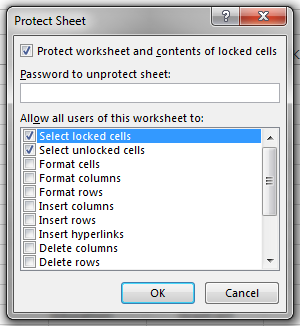 Protect Sheet
Protect worksheet and contents of locked cells
Password to unprotect sheet:
Allow all users of this worksheet to:
Select locked cells
Select unlocked cells
Format cells
Format columns
Format rows
Insert columns
Insert rows
Insert hyperlinks
Delete columns
Delete rows
OK Cancel